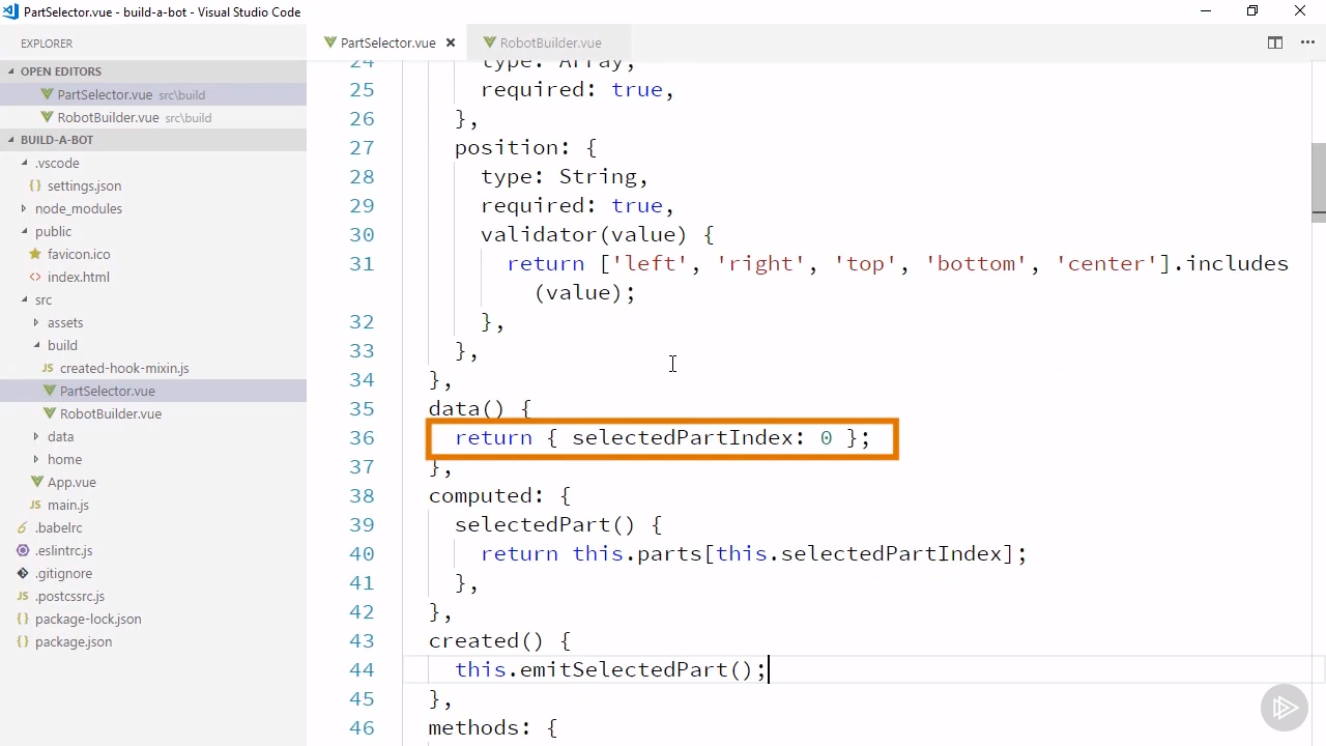 PartSelector.vue - build-a-bot - Visual Studio Code
EXPLORER
OPEN EDITORS
PartSelector.vue src\build
RobotBuilder.vue src\build
BUILD-A-BOT
.vscode
{} settings.json
node_modules
public
favicon.ico
<> index.html
src
assets
build
JS created-hook-mixin.js
PartSelector.vue
RobotBuilder.vue
data
home
App.vue
JS main.js
6 .babelrc
.eslintrc.js
.gitignore
JS .postcssrc.js
{} package-lock.json
{} package.json
PartSelector.vue
RobotBuilder.vue
24 type: Array,
25 required: true,
26 },
27 position: {
28 type: String,
29 required: true,
30 validator(value) {
31 return ['left', 'right', 'top', 'bottom', 'center'].includes
(value);
32 },
33 },
34 },
35 data() {
36 return { selectedPartIndex: 0 };
37 },
38 computed: {
39 selectedPart() {
40 return this.parts[this.selectedPartIndex];
41 },
42 },
43 created() {
44 this.emitSelectedPart();
45 },
46 methods: {